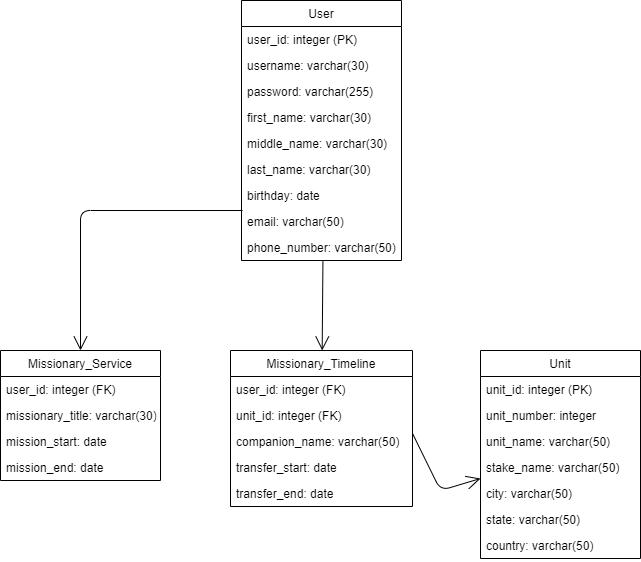 User
user_id: integer (PK)
username: varchar(30)
password: varchar(255)
first_name: varchar(30)
middle_name: varchar(30)
last_name: varchar(30)
birthday: date
email: varchar(50)
phone_number: varchar(50)
Missionary_Service
user_id: integer (FK)
missionary_title: varchar(30)
mission_start: date
mission_end: date
Missionary_Timeline
user_id: integer (FK)
unit_id: integer (FK)
companion_name: varchar(50)
transfer_start: date
transfer_end: date
Unit
unit_id: integer (PK)
unit_number: integer
unit_name: varchar(50)
stake_name: varchar(50)
city: varchar(50)
state: varchar(50)
country: varchar(50)